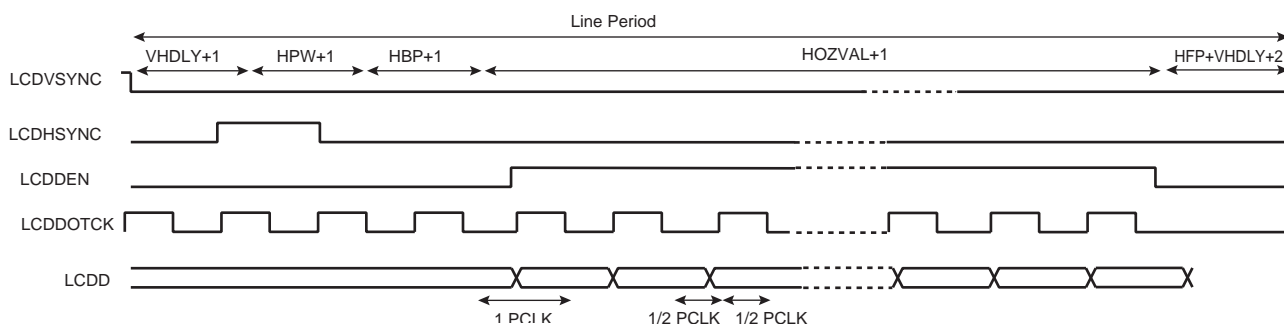 Line Period
VHDLY+1 HPW+1 HBP+1 HOZVAL+1 HFP+VHDLY+2
LCDVSYNC
LCDHSYNC
LCDDEN
LCDDOTCK
LCDD
1 PCLK 1/2 PCLK 1/2 PCLK